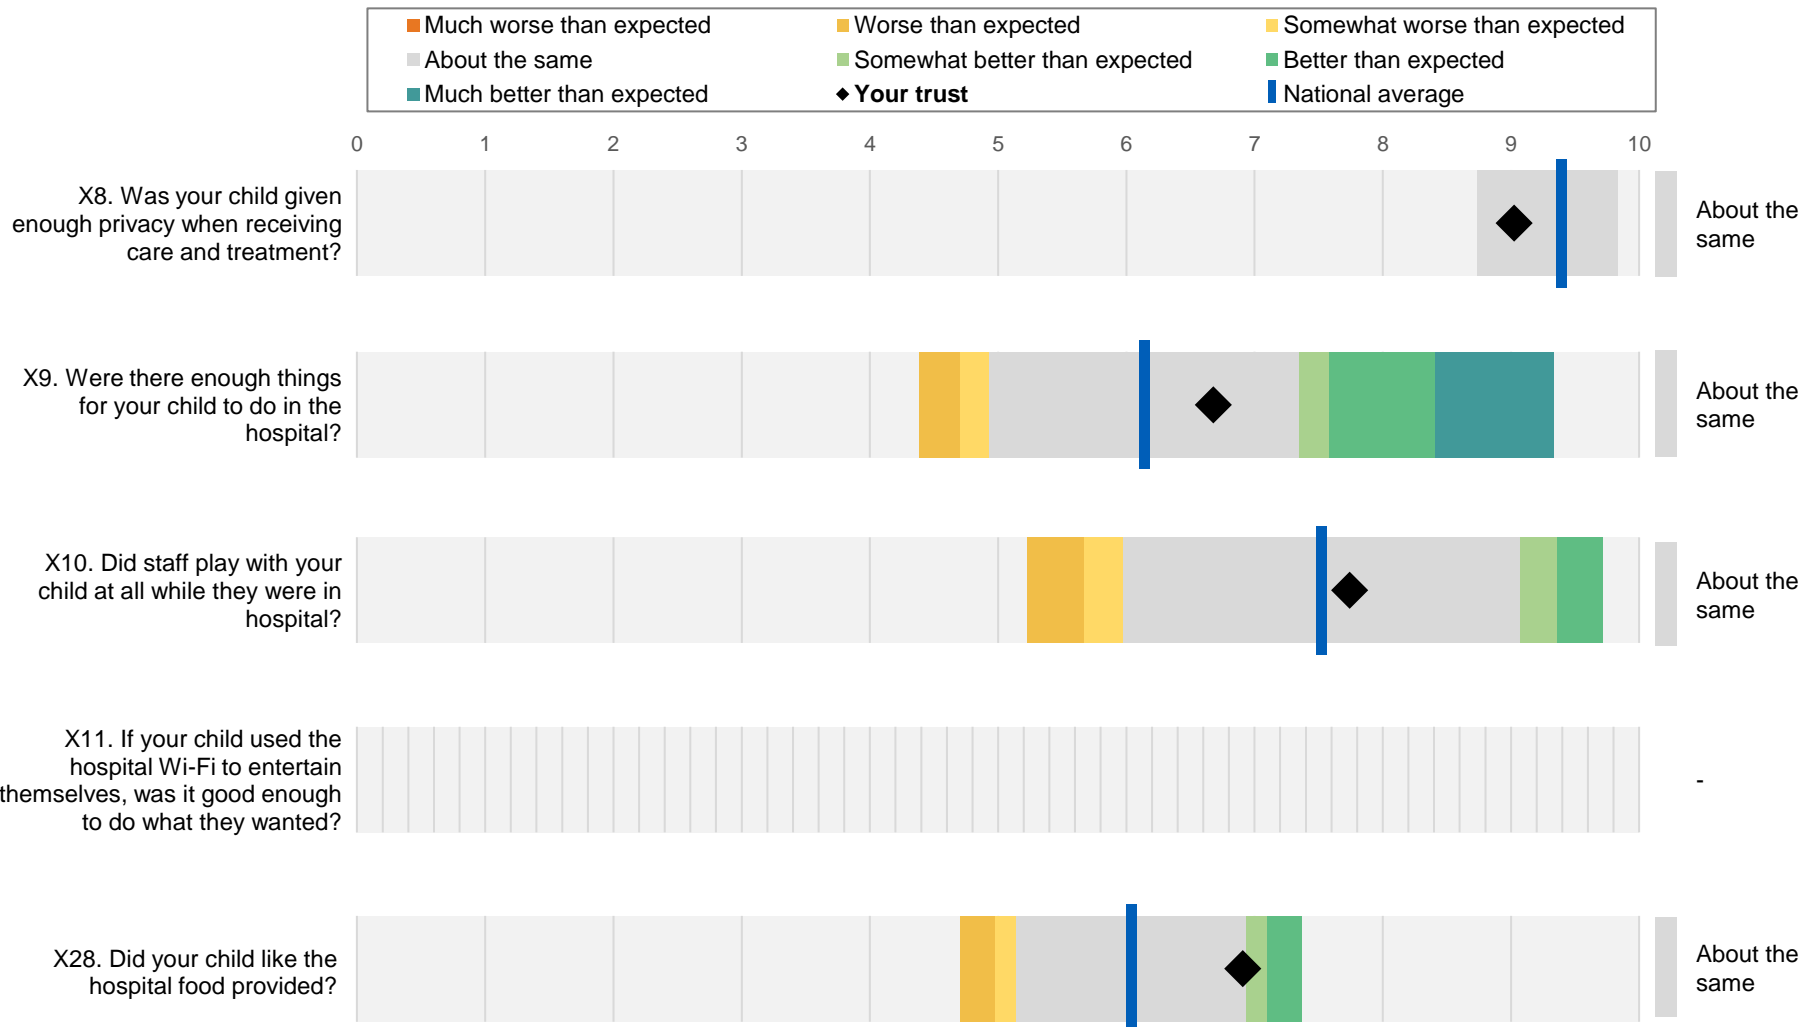 Much worse than expected
Worse than expected
Somewhat worse than expected
About the same
Somewhat better than expected
Better than expected
Much better than expected
Your trust
National average
0 1 2 3 4 5 6 7 8 9 10
X8. Was your child given
enough privacy when receiving
care and treatment?
About the
same
X9. Were there enough things
for your child to do in the
hospital?
About the
same
X10. Did staff play with your
child at all while they were in
hospital?
About the
same
X11. If your child used the
hospital Wi-Fi to entertain
themselves, was it good enough
to do what they wanted?
-
X28. Did your child like the
hospital food provided?
About the
same